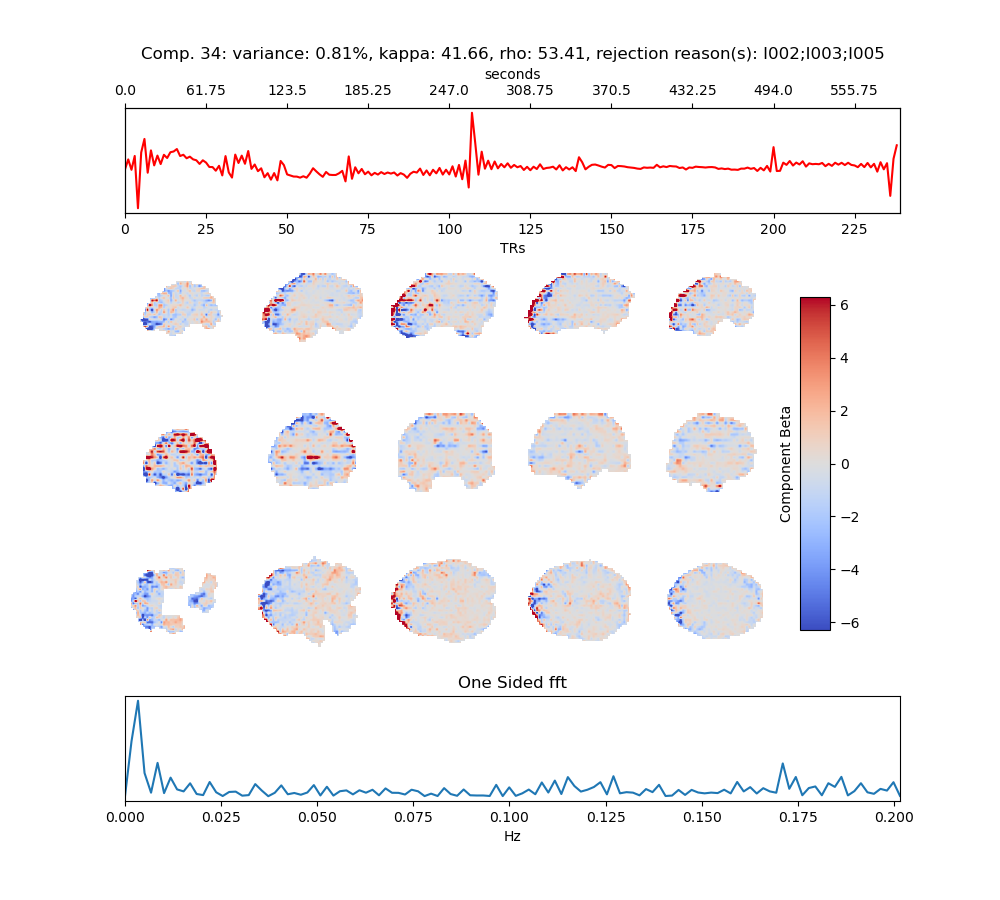 Comp. 34: variance: 0.81%, kappa: 41.66, rho: 53.41, rejection reason(s): I002;I003;I005
seconds
0.0 61.75 123.5 185.25 247.0 308.75 370.5 432.25 494.0 555.75
0 25 50 75 100 125 150 175 200 225
TRs
6
4
2
0
−2
−4
−6
Component Beta
One Sided fft
0.000 0.025 0.050 0.075 0.100 0.125 0.150 0.175 0.200
Hz